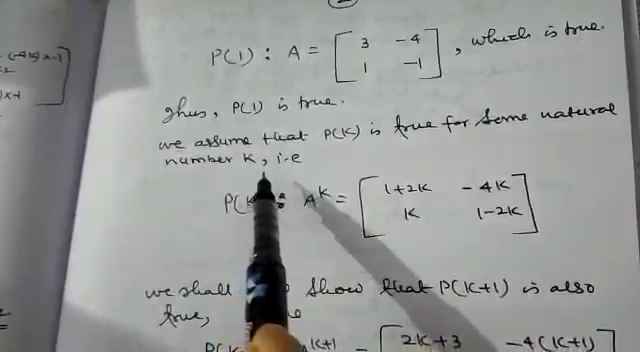 P(1): A = [ 3 -4 ], which is true.
[ 1 -1 ]
Thus, P(1) is true.
we assume that P(K) is true for some natural
number K, i.e
P(K : A^K = [ 1+2K -4K ]
[ K 1-2K ]
we shall show that P(K+1) is also
true,
K+1 = [ 2K+3 -4(K+1) ]